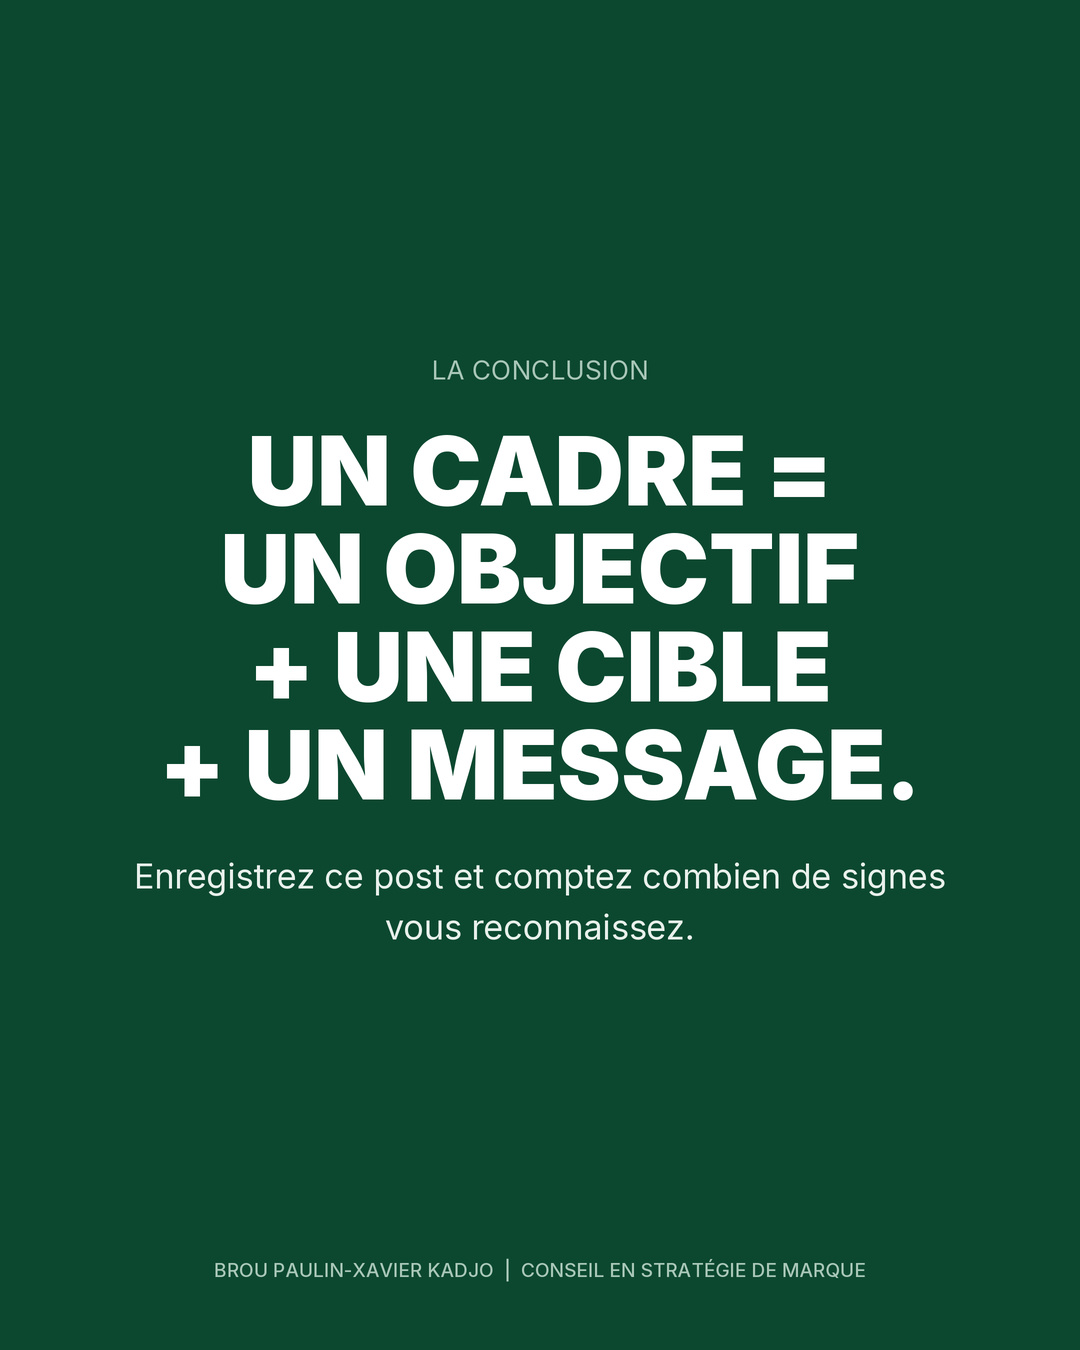 LA CONCLUSION
UN CADRE =
UN OBJECTIF
+ UNE CIBLE
+ UN MESSAGE.
Enregistrez ce post et comptez combien de signes
vous reconnaissez.
BROU PAULIN-XAVIER KADJO | CONSEIL EN STRATÉGIE DE MARQUE